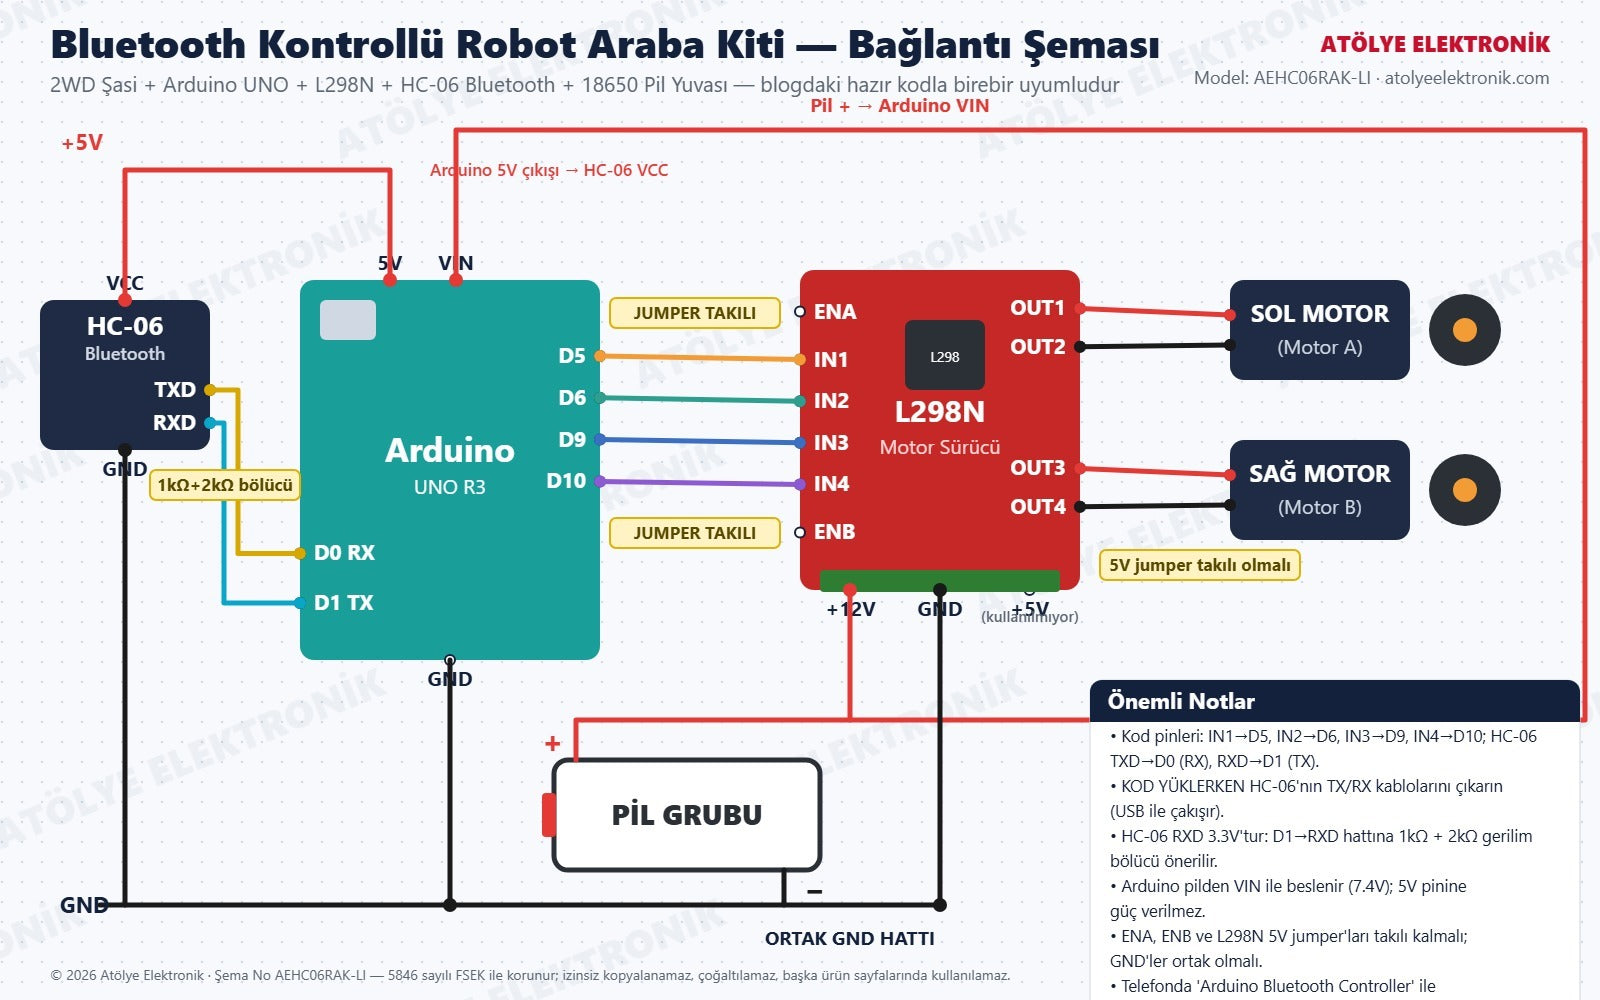 Bluetooth Kontrollü Robot Araba Kiti — Bağlantı Şeması
ATÖLYE ELEKTRONİK
2WD Şasi + Arduino UNO + L298N + HC-06 Bluetooth + 18650 Pil Yuvası — blogdaki hazır kodla birebir uyumludur
Model: AEHC06RAK-LI · atolyeelektronik.com
Pil + → Arduino VIN
+5V
Arduino 5V çıkışı → HC-06 VCC
5V
VIN
VCC
HC-06
Bluetooth
TXD
RXD
GND
1kΩ+2kΩ bölücü
Arduino
UNO R3
D5
D6
D9
D10
D0 RX
D1 TX
GND
JUMPER TAKILI
JUMPER TAKILI
ENA
IN1
IN2
IN3
IN4
ENB
L298
L298N
Motor Sürücü
OUT1
OUT2
OUT3
OUT4
+12V
GND
+5V
(kullanılmıyor)
SOL MOTOR
(Motor A)
SAĞ MOTOR
(Motor B)
5V jumper takılı olmalı
+
PİL GRUBU
−
GND
ORTAK GND HATTI
Önemli Notlar
• Kod pinleri: IN1→D5, IN2→D6, IN3→D9, IN4→D10; HC-06
TXD→D0 (RX), RXD→D1 (TX).
• KOD YÜKLERKEN HC-06'nın TX/RX kablolarını çıkarın
(USB ile çakışır).
• HC-06 RXD 3.3V'tur: D1→RXD hattına 1kΩ + 2kΩ gerilim
bölücü önerilir.
• Arduino pilden VIN ile beslenir (7.4V); 5V pinine
güç verilmez.
• ENA, ENB ve L298N 5V jumper'ları takılı kalmalı;
GND'ler ortak olmalı.
• Telefonda 'Arduino Bluetooth Controller' ile
© 2026 Atölye Elektronik · Şema No AEHC06RAK-LI — 5846 sayılı FSEK ile korunur; izinsiz kopyalanamaz, çoğaltılamaz, başka ürün sayfalarında kullanılamaz.